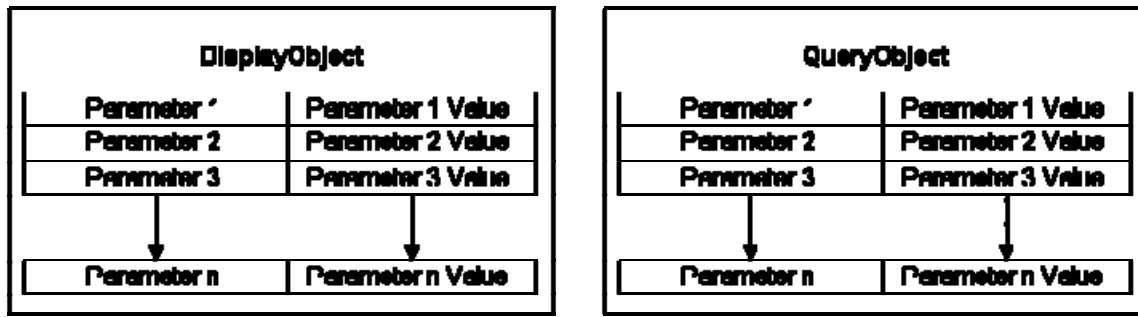 DisplayObject
Parameter 1 Parameter 1 Value
Parameter 2 Parameter 2 Value
Parameter 3 Parameter 3 Value
Parameter n Parameter n Value
QueryObject
Parameter 1 Parameter 1 Value
Parameter 2 Parameter 2 Value
Parameter 3 Parameter 3 Value
Parameter n Parameter n Value